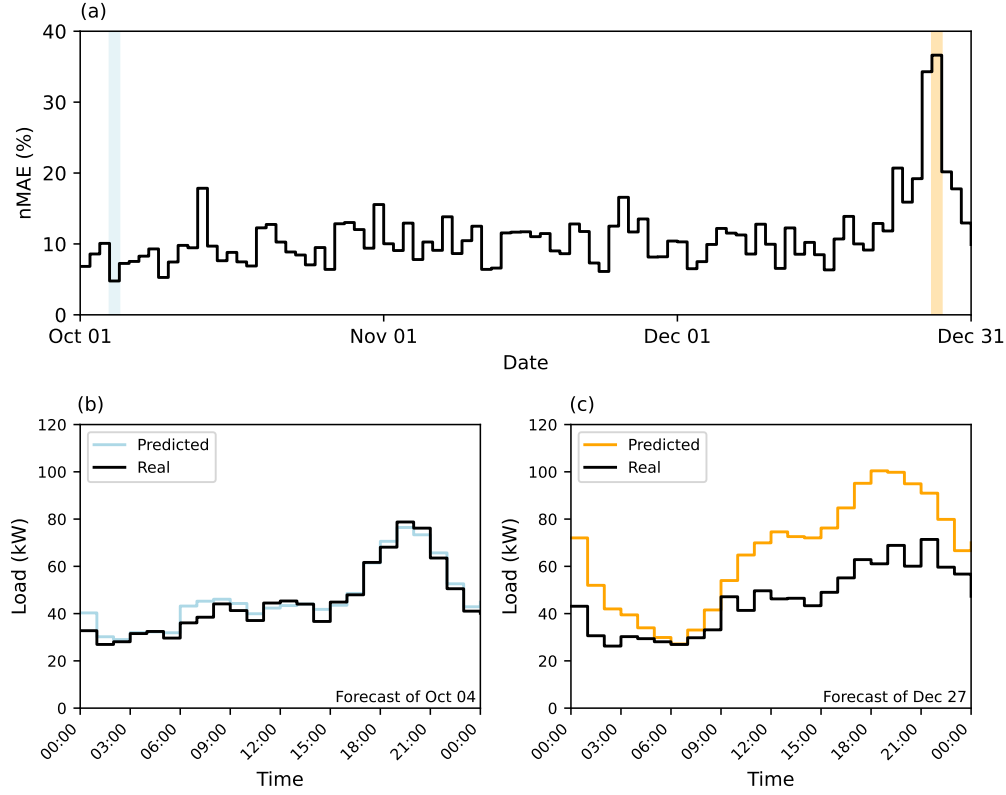 (a)
40
30
20
10
0
nMAE (%)
Oct 01 Nov 01 Dec 01 Dec 31
Date
(b)
120
100
80
60
40
20
0
Load (kW)
Predicted
Real
Forecast of Oct 04
00:00 03:00 06:00 09:00 12:00 15:00 18:00 21:00 00:00
Time
(c)
120
100
80
60
40
20
0
Load (kW)
Predicted
Real
Forecast of Dec 27
00:00 03:00 06:00 09:00 12:00 15:00 18:00 21:00 00:00
Time